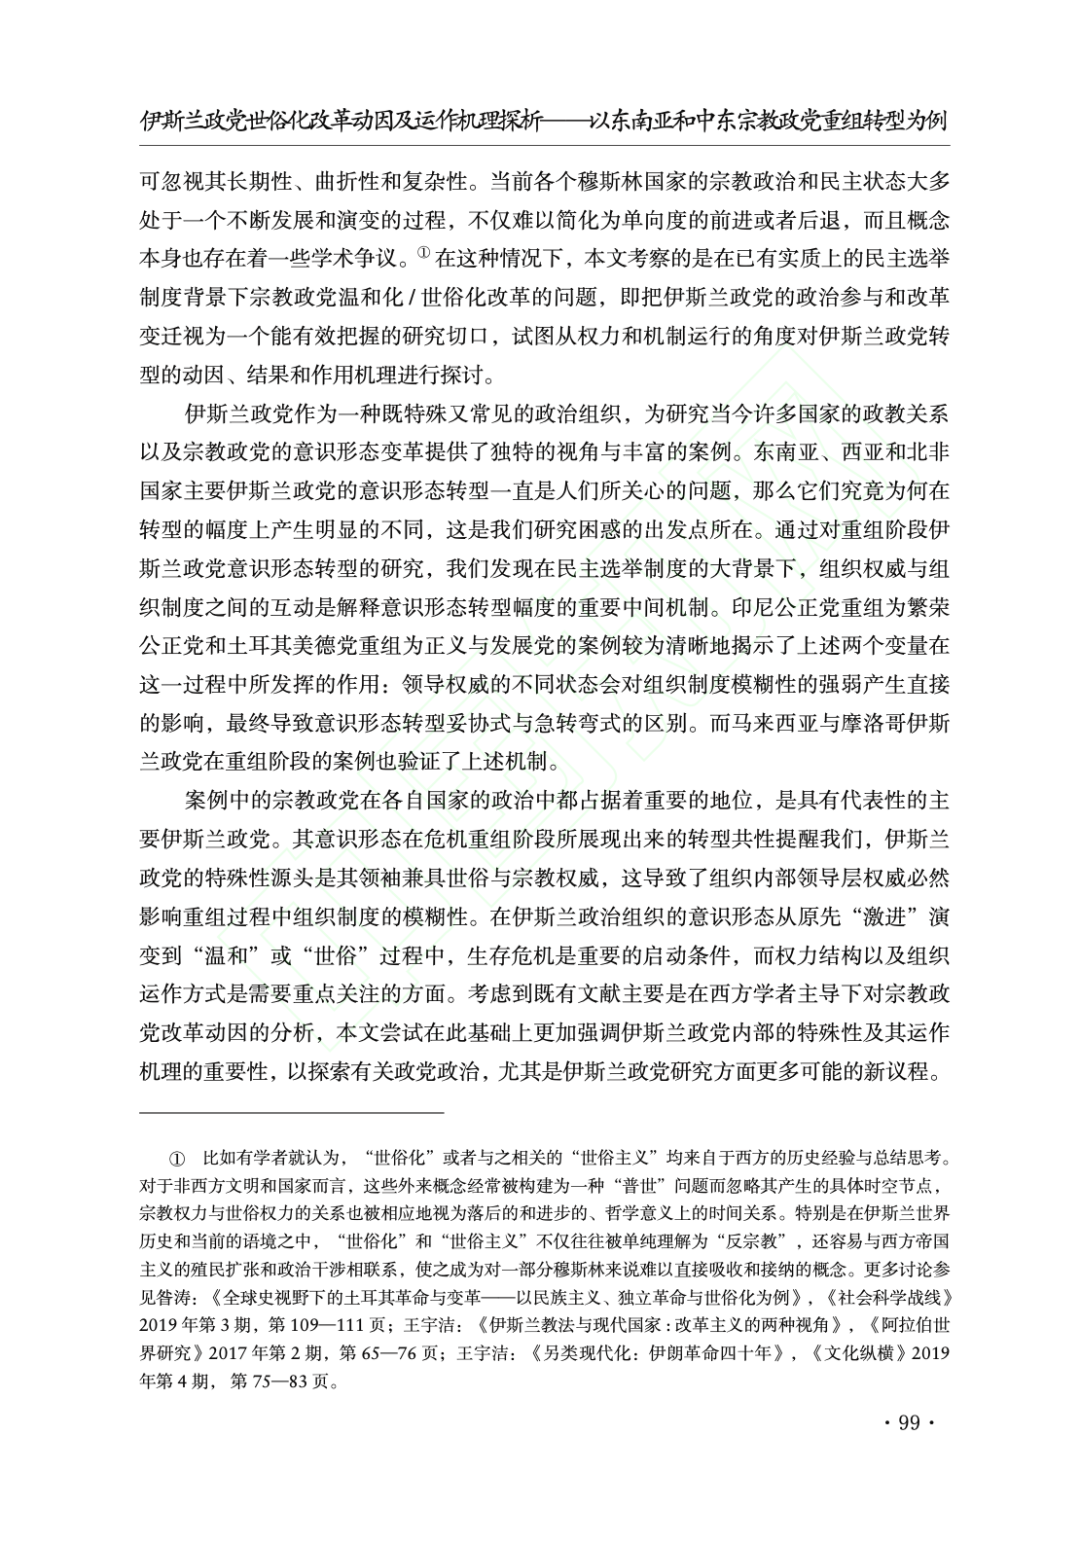 伊斯兰政党世俗化改革动因及运作机理探析——以东南亚和中东宗教政党重组转型为例
可忽视其长期性、曲折性和复杂性。当前各个穆斯林国家的宗教政治和民主状态大多
处于一个不断发展和演变的过程，不仅难以简化为单向度的前进或者后退，而且概念
本身也存在着一些学术争议。①在这种情况下，本文考察的是在已有实质上的民主选举
制度背景下宗教政党温和化/世俗化改革的问题，即把伊斯兰政党的政治参与和改革
变迁视为一个能有效把握的研究切口，试图从权力和机制运行的角度对伊斯兰政党转
型的动因、结果和作用机理进行探讨。
伊斯兰政党作为一种既特殊又常见的政治组织，为研究当今许多国家的政教关系
以及宗教政党的意识形态变革提供了独特的视角与丰富的案例。东南亚、西亚和北非
国家主要伊斯兰政党的意识形态转型一直是人们所关心的问题，那么它们究竟为何在
转型的幅度上产生明显的不同，这是我们研究困惑的出发点所在。通过对重组阶段伊
斯兰政党意识形态转型的研究，我们发现在民主选举制度的大背景下，组织权威与组
织制度之间的互动是解释意识形态转型幅度的重要中间机制。印尼公正党重组为繁荣
公正党和土耳其美德党重组为正义与发展党的案例较为清晰地揭示了上述两个变量在
这一过程中所发挥的作用：领导权威的不同状态会对组织制度模糊性的强弱产生直接
的影响，最终导致意识形态转型妥协式与急转弯式的区别。而马来西亚与摩洛哥伊斯
兰政党在重组阶段的案例也验证了上述机制。
案例中的宗教政党在各自国家的政治中都占据着重要的地位，是具有代表性的主
要伊斯兰政党。其意识形态在危机重组阶段所展现出来的转型共性提醒我们，伊斯兰
政党的特殊性源头是其领袖兼具世俗与宗教权威，这导致了组织内部领导层权威必然
影响重组过程中组织制度的模糊性。在伊斯兰政治组织的意识形态从原先“激进”演
变到“温和”或“世俗”过程中，生存危机是重要的启动条件，而权力结构以及组织
运作方式是需要重点关注的方面。考虑到既有文献主要是在西方学者主导下对宗教政
党改革动因的分析，本文尝试在此基础上更加强调伊斯兰政党内部的特殊性及其运作
机理的重要性，以探索有关政党政治，尤其是伊斯兰政党研究方面更多可能的新议程。
① 比如有学者就认为，“世俗化”或者与之相关的“世俗主义”均来自于西方的历史经验与总结思考。
对于非西方文明和国家而言，这些外来概念经常被构建为一种“普世”问题而忽略其产生的具体时空节点，
宗教权力与世俗权力的关系也被相应地视为落后的和进步的、哲学意义上的时间关系。特别是在伊斯兰世界
历史和当前的语境之中，“世俗化”和“世俗主义”不仅往往被单纯理解为“反宗教”，还容易与西方帝国
主义的殖民扩张和政治干涉相联系，使之成为对一部分穆斯林来说难以直接吸收和接纳的概念。更多讨论参
见昝涛：《全球史视野下的土耳其革命与变革——以民族主义、独立革命与世俗化为例》，《社会科学战线》
2019年第3期，第109—111页；王宇洁：《伊斯兰教法与现代国家：改革主义的两种视角》，《阿拉伯世
界研究》2017年第2期，第65—76页；王宇洁：《另类现代化：伊朗革命四十年》，《文化纵横》2019
年第4期，第75—83页。
·99·
中国知网